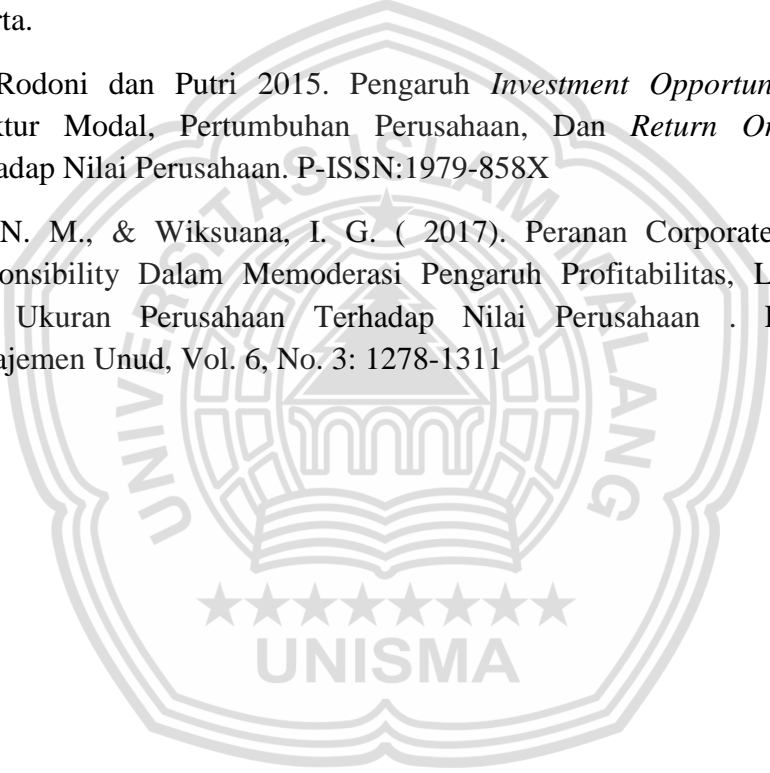 rta.
Rodoni dan Putri 2015. Pengaruh Investment Opportun
ktur Modal, Pertumbuhan Perusahaan, Dan Return On
adap Nilai Perusahaan. P-ISSN:1979-858X
N. M., & Wiksuana, I. G. ( 2017). Peranan Corporate
onsibility Dalam Memoderasi Pengaruh Profitabilitas, L
Ukuran Perusahaan Terhadap Nilai Perusahaan .
ajemen Unud, Vol. 6, No. 3: 1278-1311
UNIVERSITAS ISLAM MALANG
UNISMA